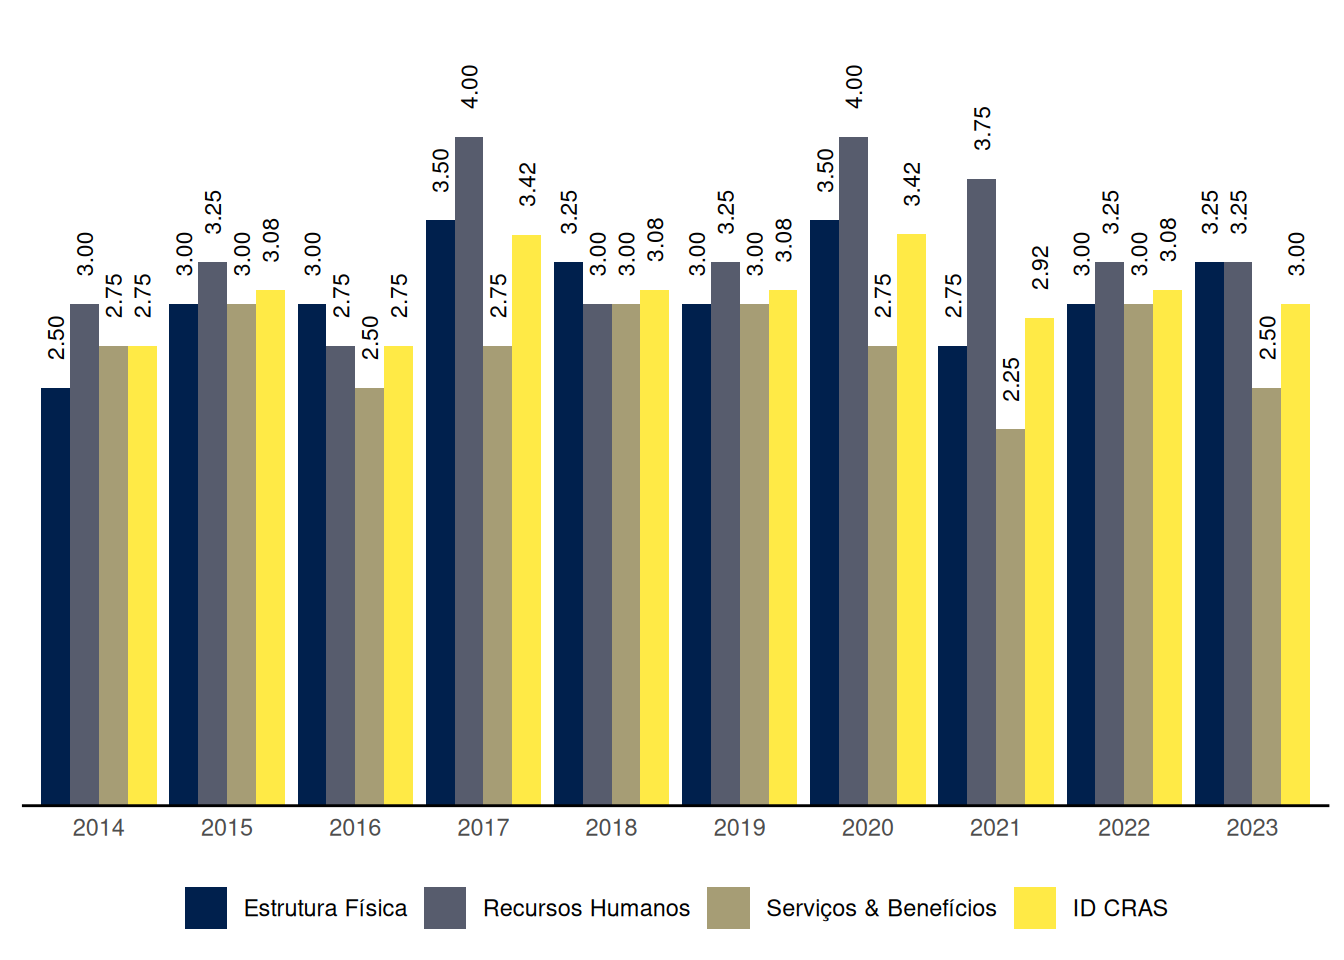 2.50 3.00 2.75 2.75 3.00 3.25 3.00 3.08 3.00 2.75 2.50 2.75 3.50 4.00 2.75 3.42 3.25 3.00 3.00 3.08 3.00 3.25 3.00 3.08 3.50 4.00 2.75 3.42 2.75 3.75 2.25 2.92 3.00 3.25 3.00 3.08 3.25 3.25 2.50 3.00
2014 2015 2016 2017 2018 2019 2020 2021 2022 2023
Estrutura Física Recursos Humanos Serviços & Benefícios ID CRAS